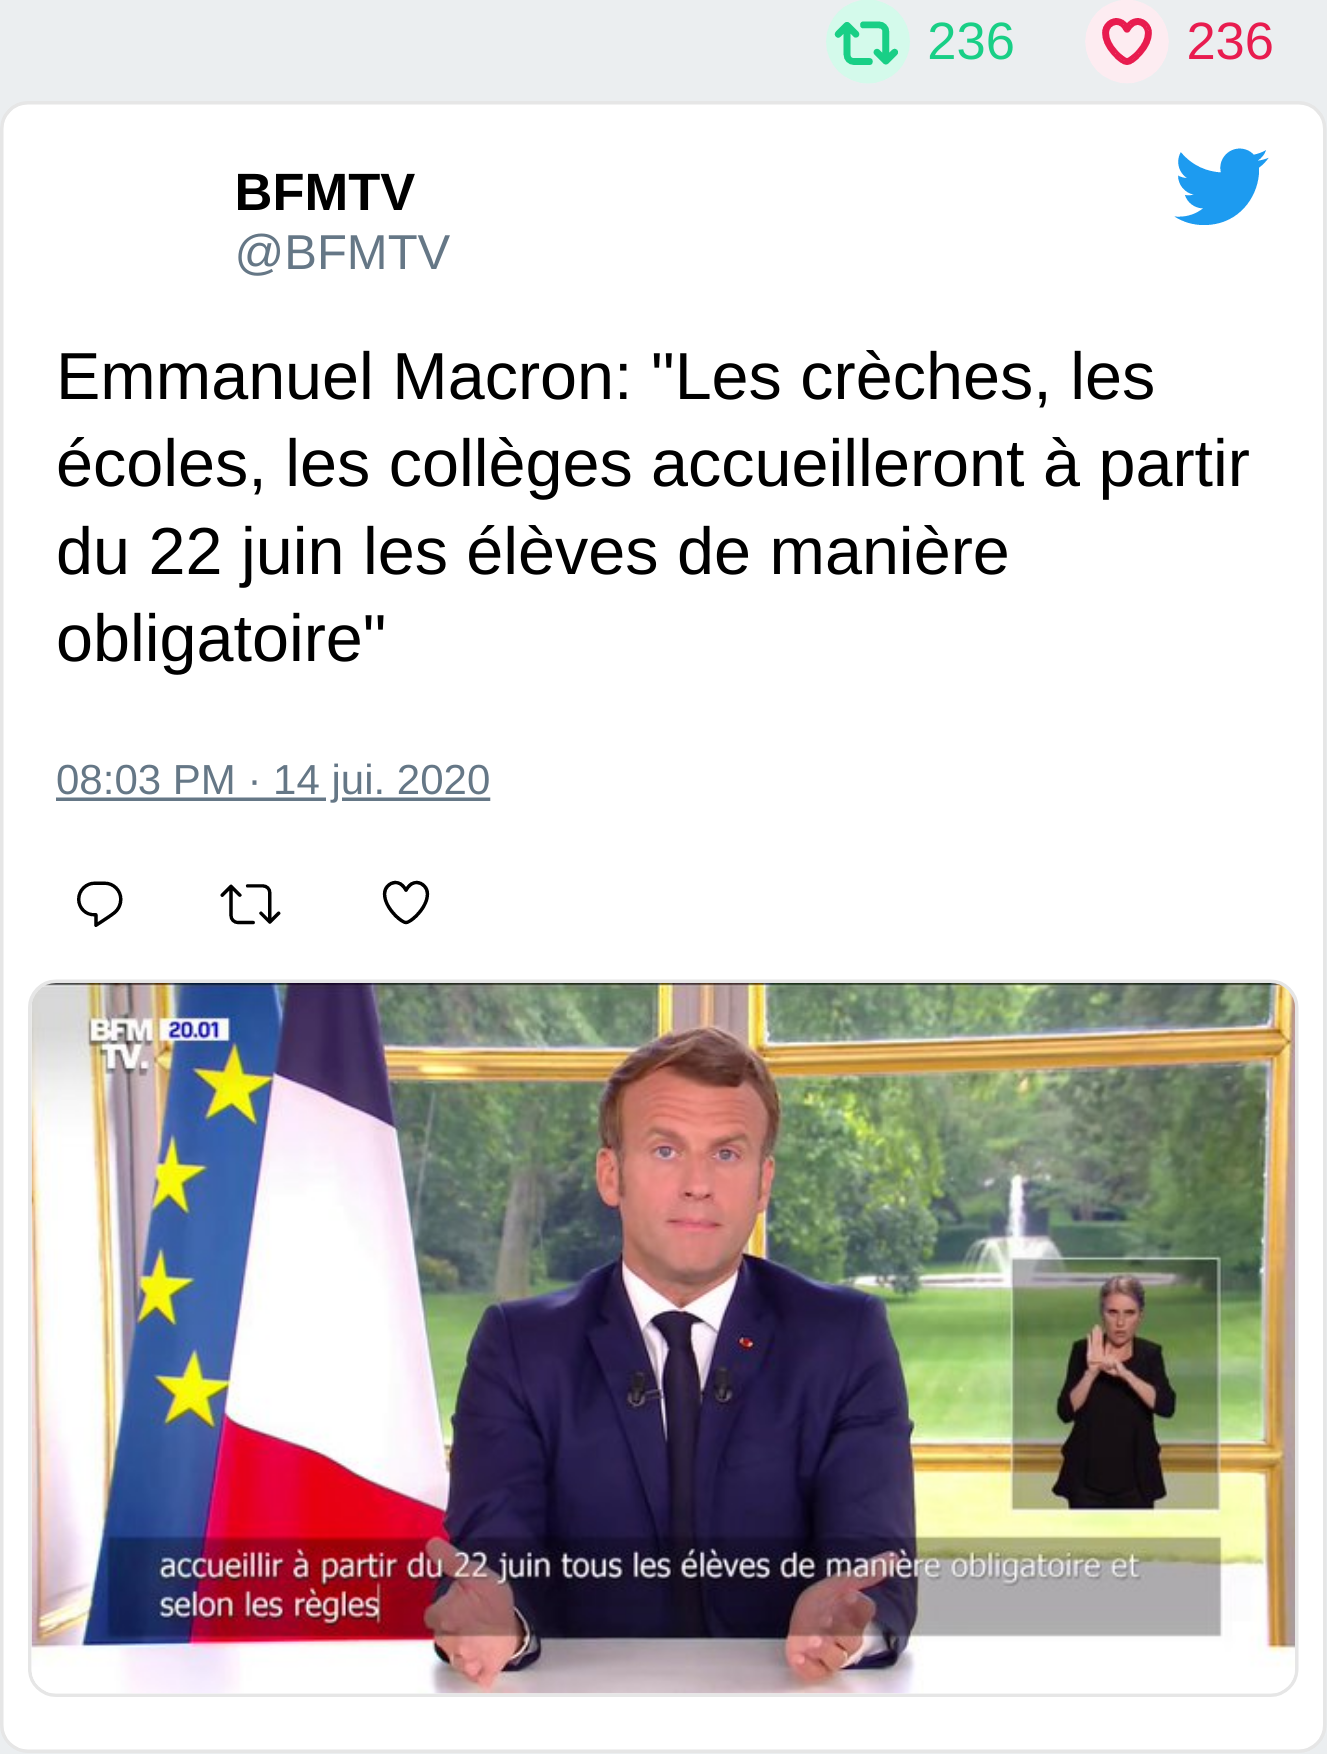 236 236
BFMTV
@BFMTV
Emmanuel Macron: "Les crèches, les
écoles, les collèges accueilleront à partir
du 22 juin les élèves de manière
obligatoire"
08:03 PM · 14 jui. 2020
BFM 20.01
TV.
accueillir à partir du 22 juin tous les élèves de manière obligatoire et
selon les règles